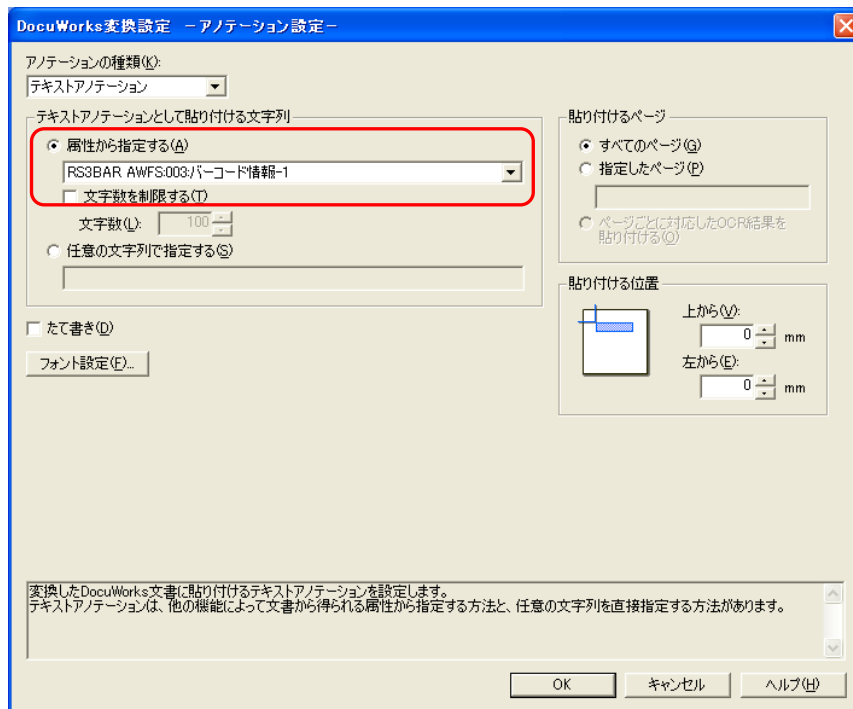 DocuWorks変換設定 －アノテーション設定－
アノテーションの種類(K):
テキストアノテーション
テキストアノテーションとして貼り付ける文字列
属性から指定する(A)
RS3BAR AWFS:003:バーコード情報-1
文字数を制限する(T)
文字数(L):
100
任意の文字列で指定する(S)
たて書き(D)
フォント設定(F)...
貼り付けるページ
すべてのページ(G)
指定したページ(P)
ページごとに対応したOCR結果を
貼り付ける(O)
貼り付ける位置
上から(V):
0 mm
左から(E):
0 mm
変換したDocuWorks文書に貼り付けるテキストアノテーションを設定します。
テキストアノテーションは、他の機能によって文書から得られる属性から指定する方法と、任意の文字列を直接指定する方法があります。
OK
キャンセル
ヘルプ(H)